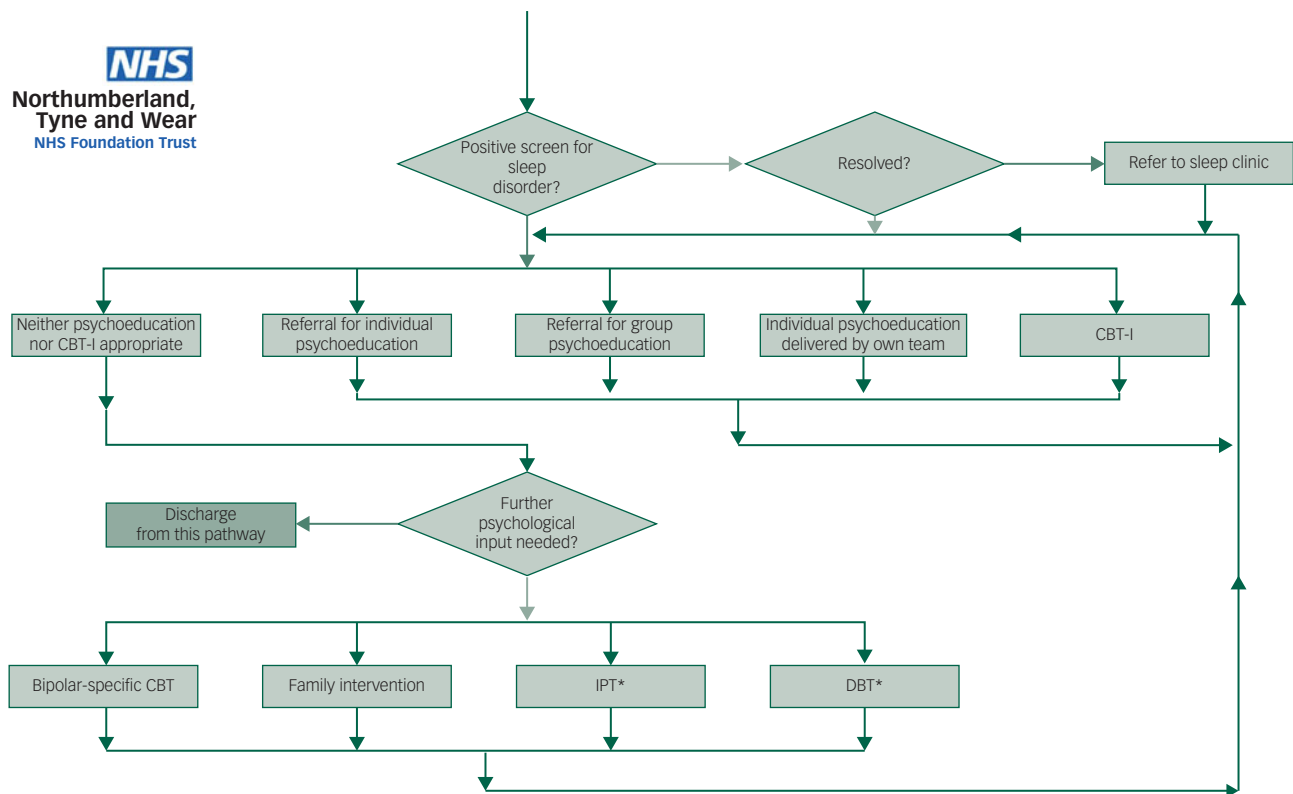 NHS
Northumberland,
Tyne and Wear
NHS Foundation Trust
Positive screen for
sleep
disorder?
Resolved?
Refer to sleep clinic
Neither psychoeducation
nor CBT-I appropriate
Referral for individual
psychoeducation
Referral for group
psychoeducation
Individual psychoeducation
delivered by own team
CBT-I
Further
psychological
input needed?
Discharge
from this pathway
Bipolar-specific CBT
Family intervention
IPT*
DBT*